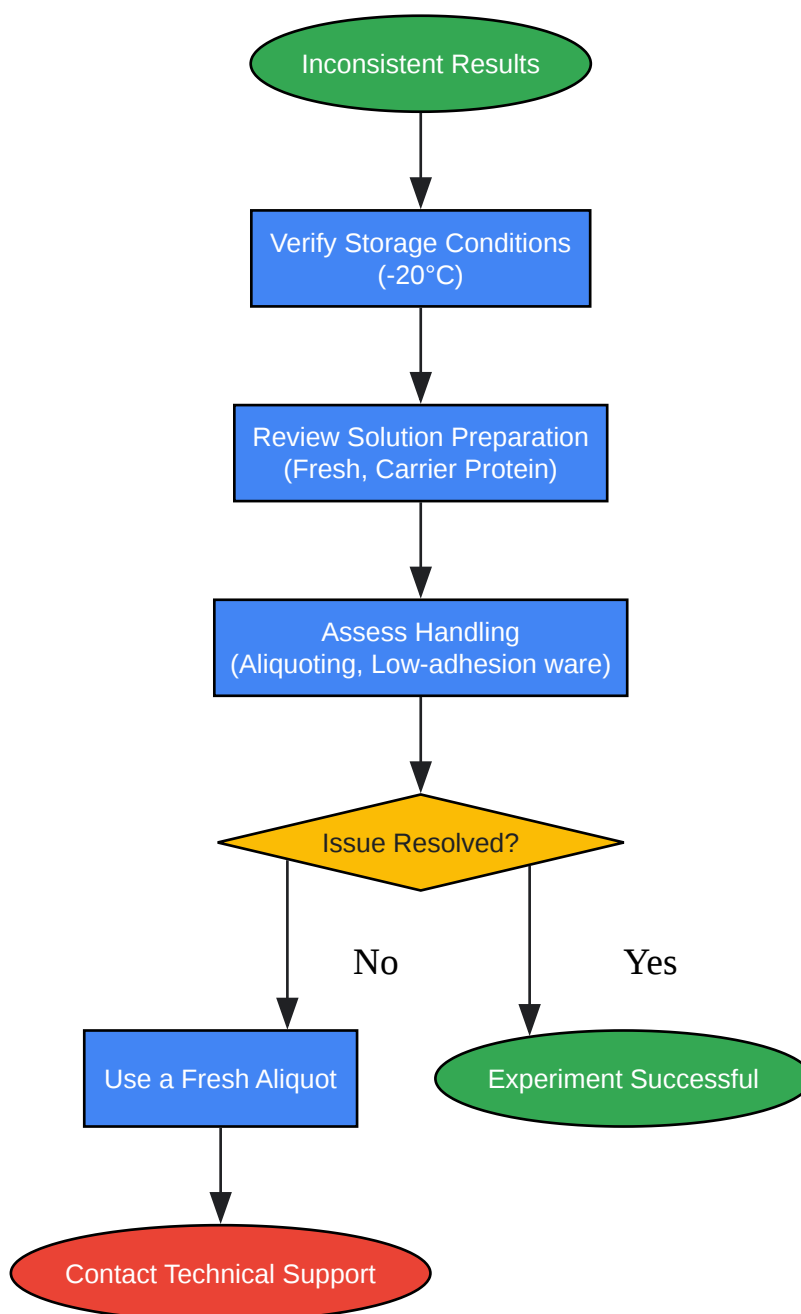 Inconsistent Results
Verify Storage Conditions
(-20°C)
Review Solution Preparation
(Fresh, Carrier Protein)
Assess Handling
(Aliquoting, Low-adhesion ware)
Issue Resolved?
No
Yes
Use a Fresh Aliquot
Experiment Successful
Contact Technical Support